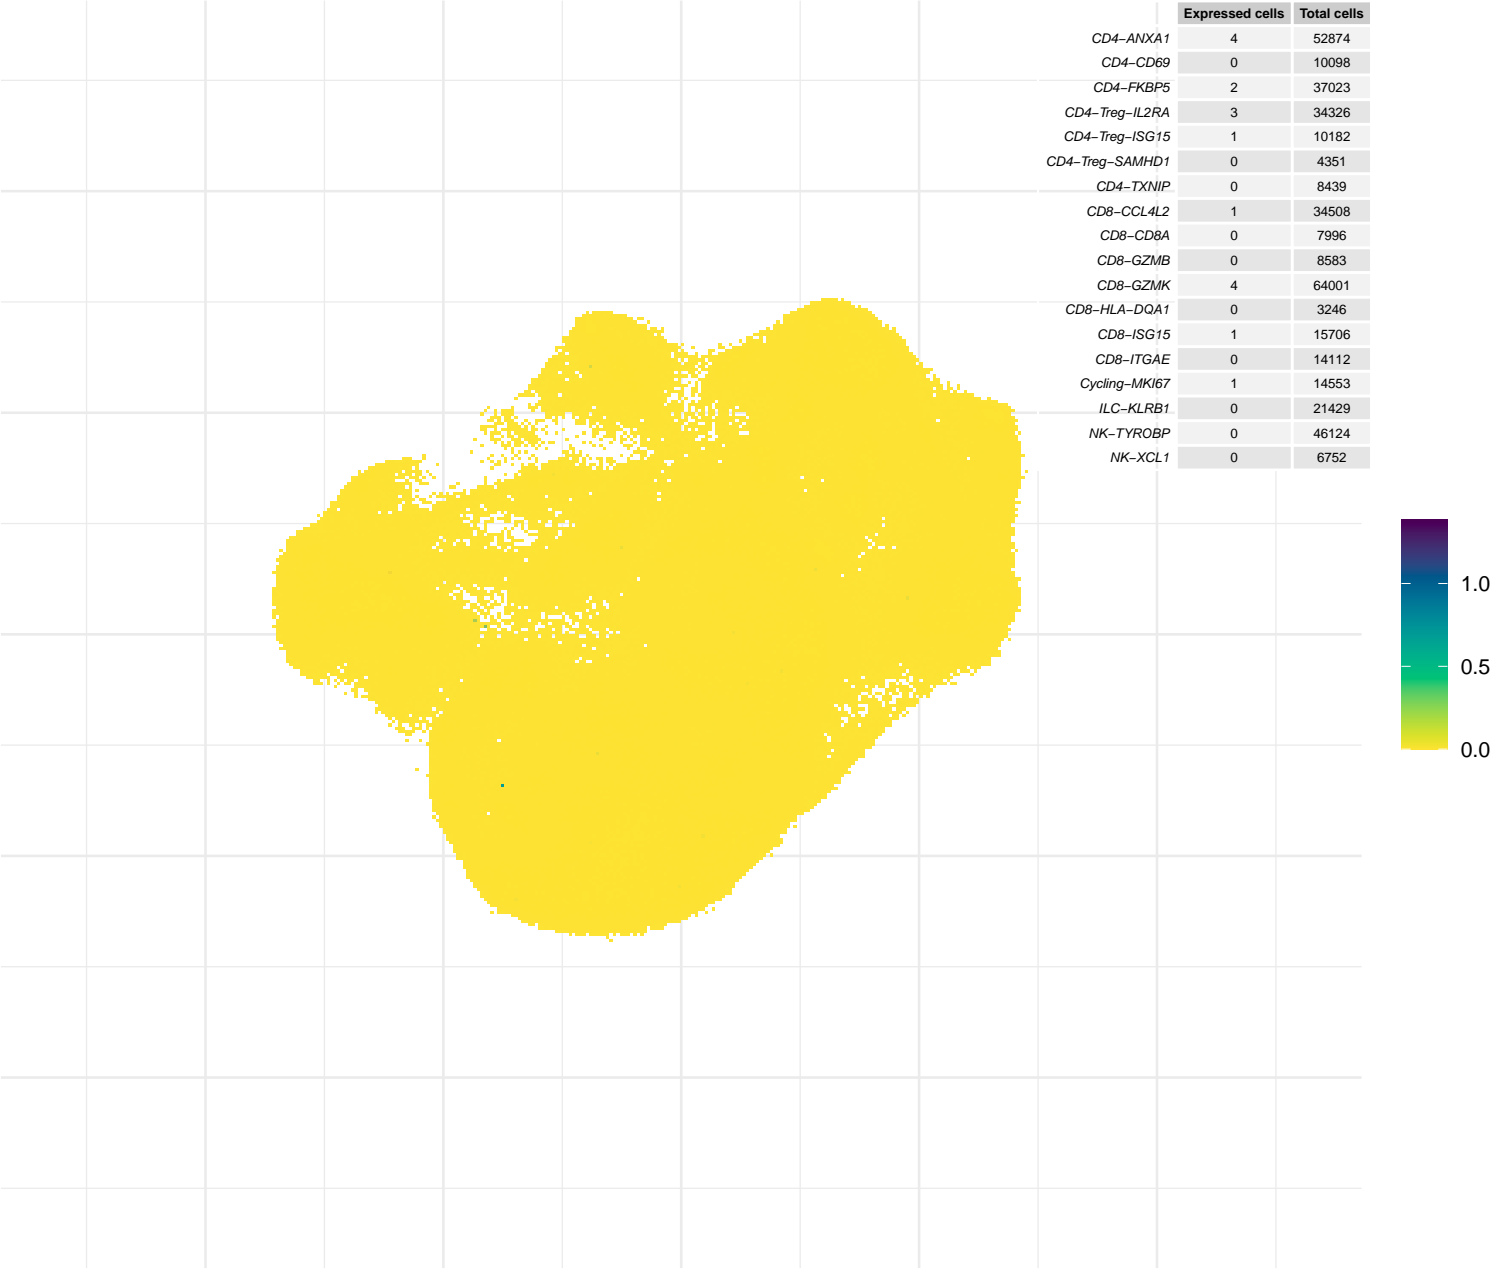 Expressed cells Total cells
CD4−ANXA1 4 52874
CD4−CD69 0 10098
CD4−FKBP5 2 37023
CD4−Treg−IL2RA 3 34326
CD4−Treg−ISG15 1 10182
CD4−Treg−SAMHD1 0 4351
CD4−TXNIP 0 8439
CD8−CCL4L2 1 34508
CD8−CD8A 0 7996
CD8−GZMB 0 8583
CD8−GZMK 4 64001
CD8−HLA−DQA1 0 3246
CD8−ISG15 1 15706
CD8−ITGAE 0 14112
Cycling−MKI67 1 14553
ILC−KLRB1 0 21429
NK−TYROBP 0 46124
NK−XCL1 0 6752
1.0
0.5
0.0